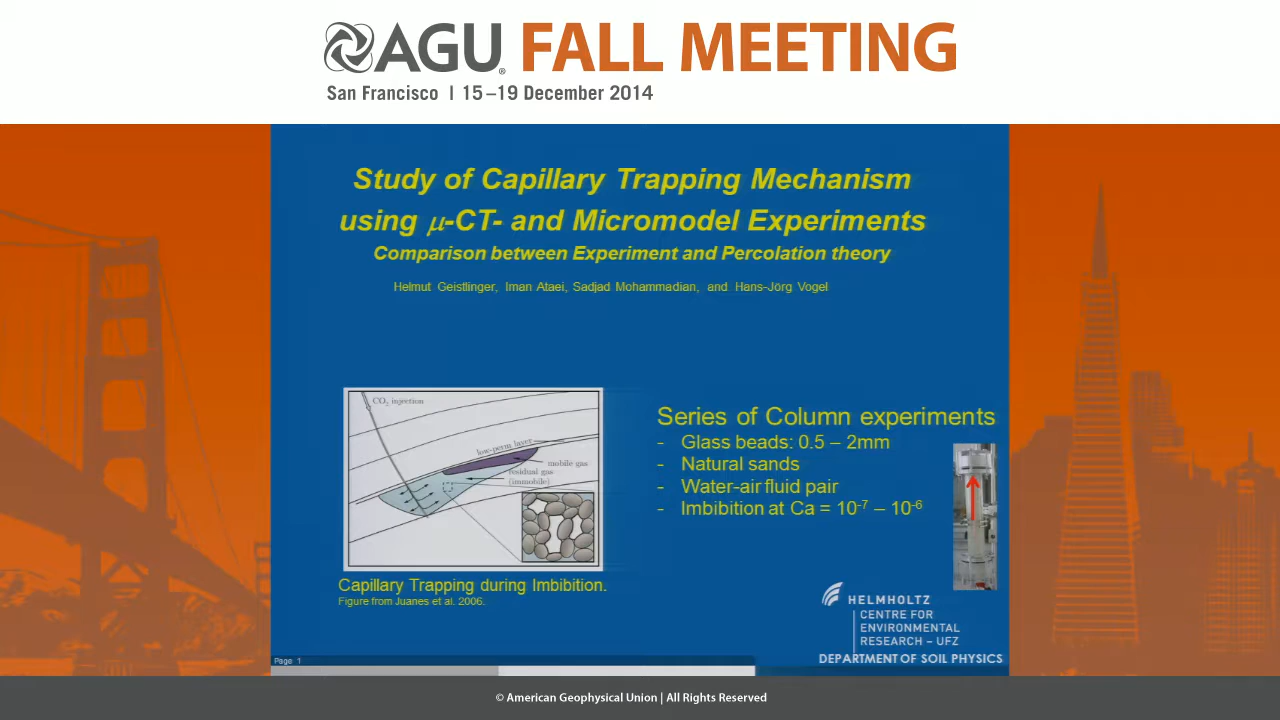 AGU FALL MEETING
San Francisco | 15–19 December 2014
Study of Capillary Trapping Mechanism
using μ-CT- and Micromodel Experiments
Comparison between Experiment and Percolation theory
Helmut Geistlinger, Iman Ataei, Sadjad Mohammadian, and Hans-Jörg Vogel
CO2 injection
low-perm layer
mobile gas
residual gas
(immobile)
Capillary Trapping during Imbibition.
Figure from Juanes et al. 2006.
Series of Column experiments
- Glass beads: 0.5 – 2mm
- Natural sands
- Water-air fluid pair
- Imbibition at Ca = 10-7 – 10-6
HELMHOLTZ
CENTRE FOR
ENVIRONMENTAL
RESEARCH – UFZ
DEPARTMENT OF SOIL PHYSICS
Page 1
© American Geophysical Union | All Rights Reserved